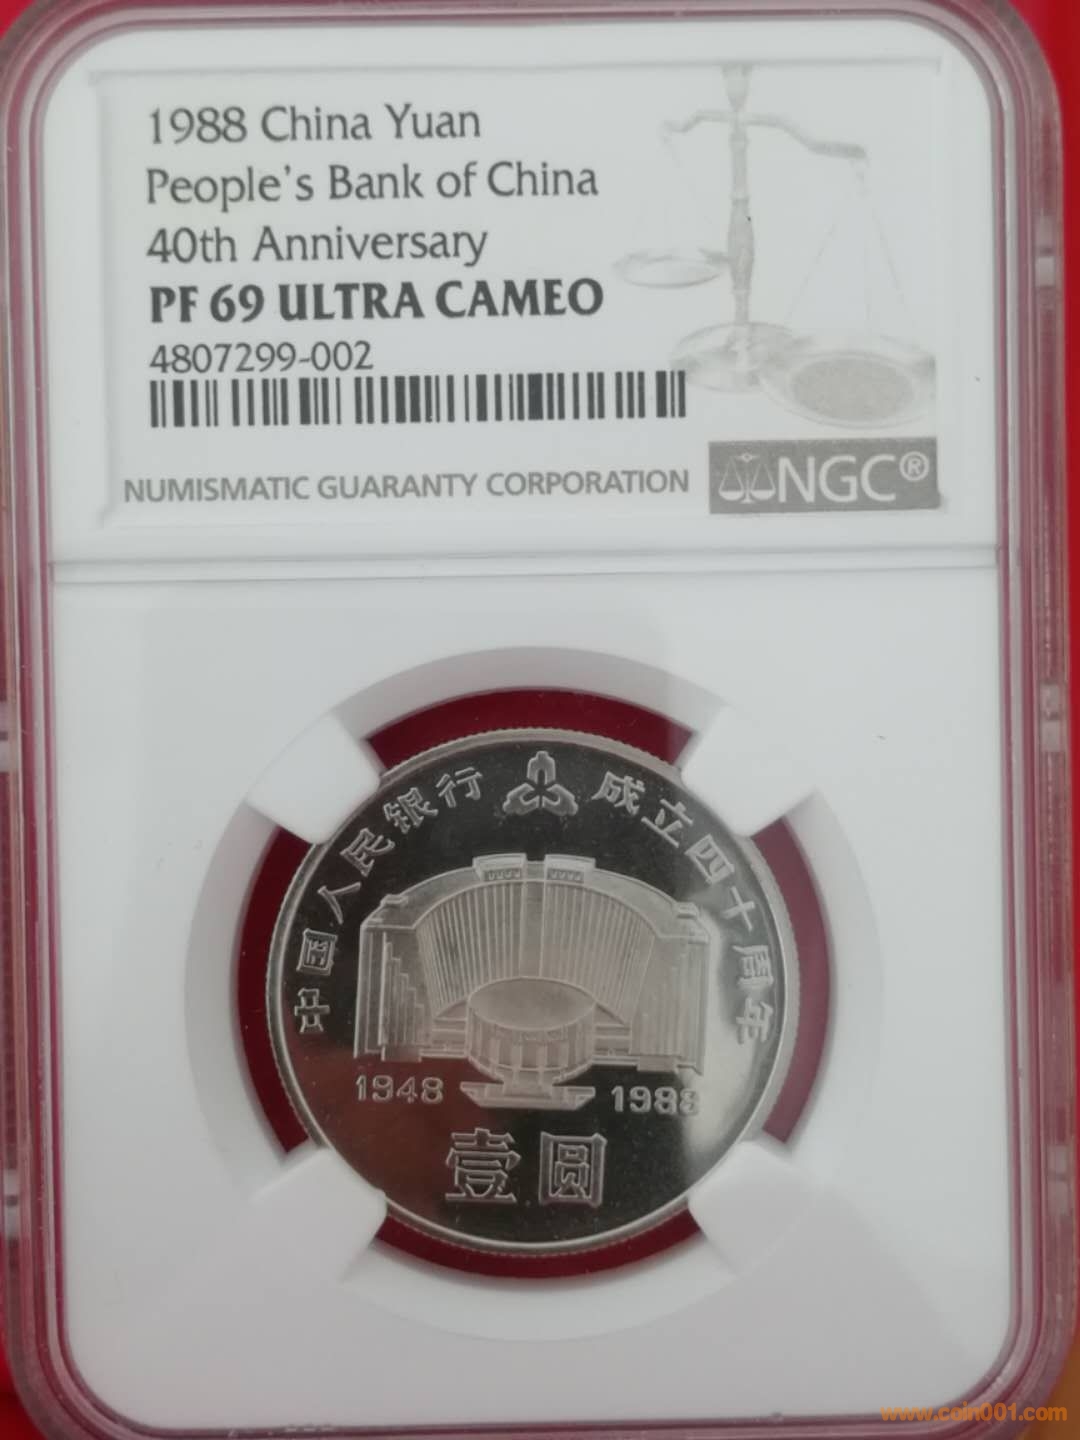 1988 China Yuan
People's Bank of China
40th Anniversary
PF 69 ULTRA CAMEO
4807299-002
NUMISMATIC GUARANTY CORPORATION
NGC®
中国人民银行 成立四十周年
1948 1988
壹圆
www.coin001.com